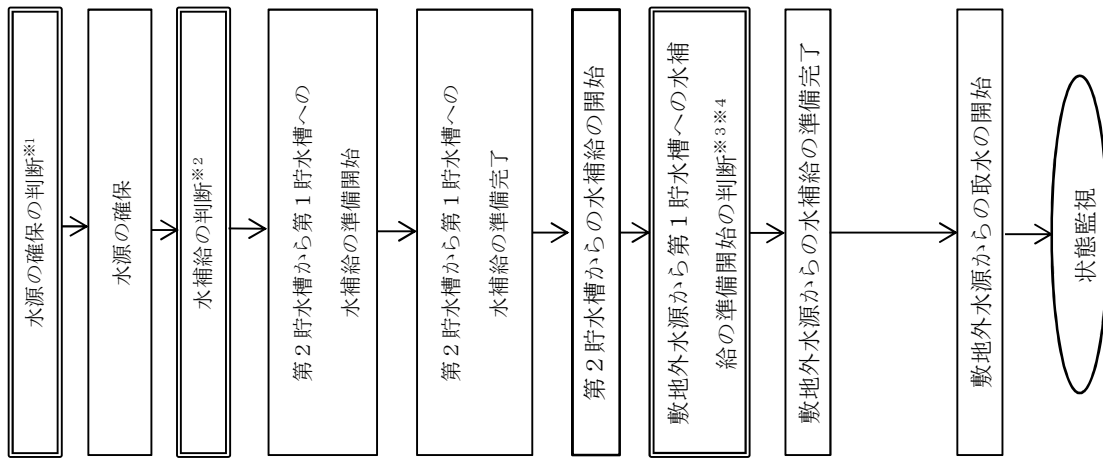 水源の確保の判断※1
水源の確保
水補給の判断※2
第2貯水槽から第1貯水槽への
水補給の準備開始
第2貯水槽から第1貯水槽への
水補給の準備完了
第2貯水槽からの水補給の開始
敷地外水源から第1貯水槽への水補
給の準備開始の判断※3※4
敷地外水源からの水補給の準備完了
敷地外水源からの取水の開始
状態監視